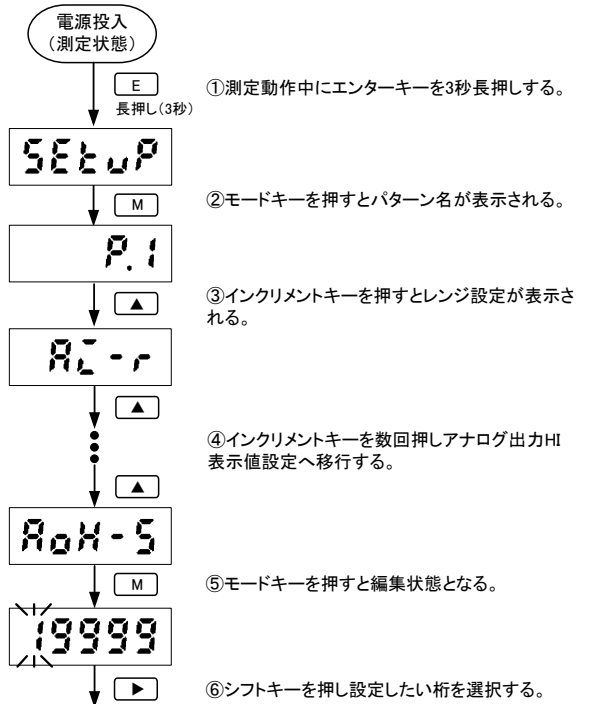 電源投入
（測定状態）
E
長押し（3秒）
①測定動作中にエンターキーを3秒長押しする。
SEtuP
M
②モードキーを押すとパターン名が表示される。
P.1
▲
③インクリメントキーを押すとレンジ設定が表示さ
れる。
Ai-r
▲
④インクリメントキーを数回押しアナログ出力HI
表示値設定へ移行する。
▲
AoH-S
M
⑤モードキーを押すと編集状態となる。
19999
▶
⑥シフトキーを押し設定したい桁を選択する。